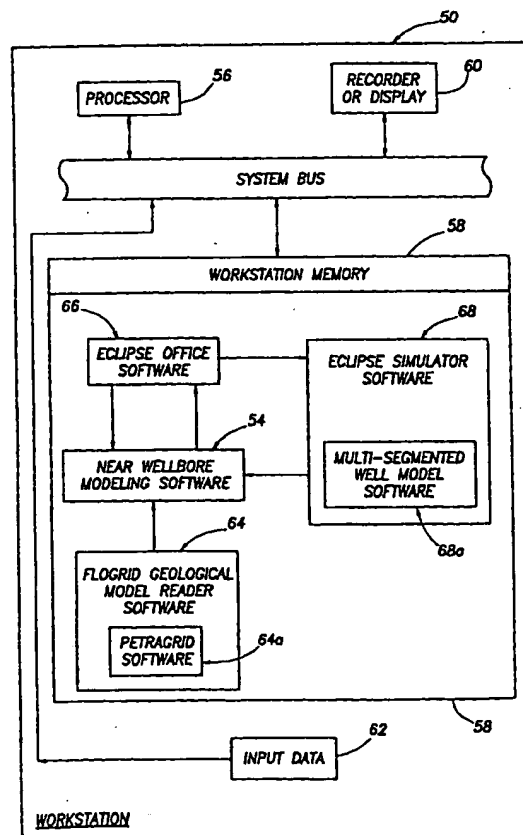 50
PROCESSOR
56
RECORDER
OR DISPLAY
60
SYSTEM BUS
58
WORKSTATION MEMORY
66
ECLIPSE OFFICE
SOFTWARE
68
ECLIPSE SIMULATOR
SOFTWARE
54
NEAR WELLBORE
MODELING SOFTWARE
MULTI-SEGMENTED
WELL MODEL
SOFTWARE
68a
64
FLOGRID GEOLOGICAL
MODEL READER
SOFTWARE
PETRAGRID
SOFTWARE
64a
58
INPUT DATA
62
WORKSTATION